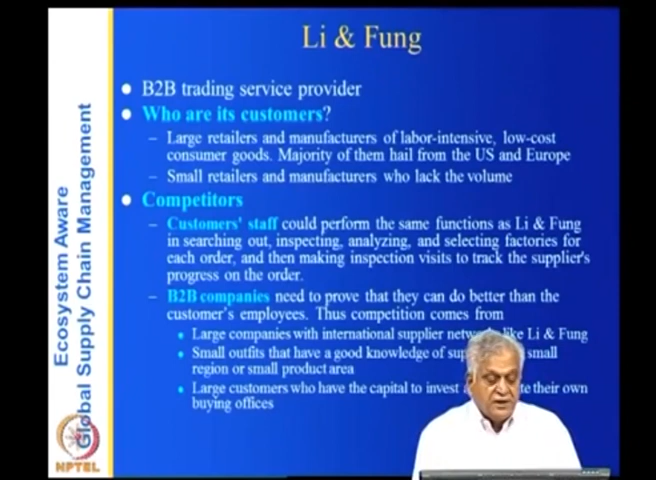 Li & Fung
B2B trading service provider
Who are its customers?
– Large retailers and manufacturers of labor-intensive, low-cost
consumer goods. Majority of them hail from the US and Europe
– Small retailers and manufacturers who lack the volume
Competitors
– Customers' staff could perform the same functions as Li & Fung
in searching out, inspecting, analyzing, and selecting factories for
each order, and then making inspection visits to track the supplier's
progress on the order.
– B2B companies need to prove that they can do better than the
customer's employees. Thus competition comes from
Large companies with international supplier like Li & Fung
Small outfits that have a good knowledge of small
region or small product area
Large customers who have the capital to invest their own
buying offices
Ecosystem Aware
Global Supply Chain Management
NPTEL